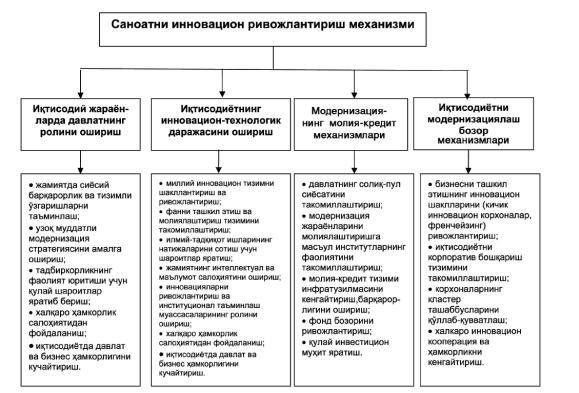 Саноатни инновацион ривожлантириш механизми
Иқтисодий жараён-
ларда давлатнинг
ролини ошириш
Иқтисодиётнинг
инновацион-технологик
даражасини ошириш
Модернизация-
нинг молия-кредит
механизмлари
Иқтисодиётни
модернизациялаш
бозор
механизмлари
● жамиятда сиёсий
барқарорлик ва тизимли
ўзгаришларни
таъминлаш;
● узоқ муддатли
модернизация
стратегиясини амалга
ошириш;
● тадбиркорликнинг
фаолият юритиши учун
қулай шароитлар
яратиб бериш;
● халқаро ҳамкорлик
салоҳиятидан
фойдаланиш;
● иқтисодиётда давлат
ва бизнес ҳамкорлигини
кучайтириш.
● миллий инновацион тизимни
шакллантириш ва
ривожлантириш;
● фанни ташкил этиш ва
молиялаштириш тизимини
такомиллаштириш;
● илмий-тадқиқот ишларининг
натижаларини сотиш учун
шароитлар яратиш;
● жамиятнинг интеллектуал ва
маълумот салоҳиятини ошириш;
● инновацияларни
ривожлантириш ва
институционал таъминлаш
муассасаларининг ролини
ошириш;
● халқаро ҳамкорлик
салоҳиятидан фойдаланиш;
● иқтисодиётда давлат ва
бизнес ҳамкорлигини
кучайтириш.
● давлатнинг солиқ-пул
сиёсатини
такомиллаштириш;
● модернизация
жараёнларини
молиялаштиришга
масъул институтларнинг
фаолиятини
такомиллаштириш;
● молия-кредит тизими
инфратузилмасини
кенгайтириш,барқарор-
лигини ошириш;
● фонд бозорини
ривожлантириш;
● қулай инвестицион
муҳит яратиш.
● бизнесни ташкил
этишнинг инновацион
шаклларини (кичик
инновацион корхоналар,
френчейзинг)
ривожлантириш;
● иқтисодиётни
корпоратив бошқариш
тизимини
такомиллаштириш;
● корхоналарнинг
кластер
ташаббусларини
қўллаб-қувватлаш;
● халкаро инновацион
кооперация ва
ҳамкорликни
кенгайтириш.